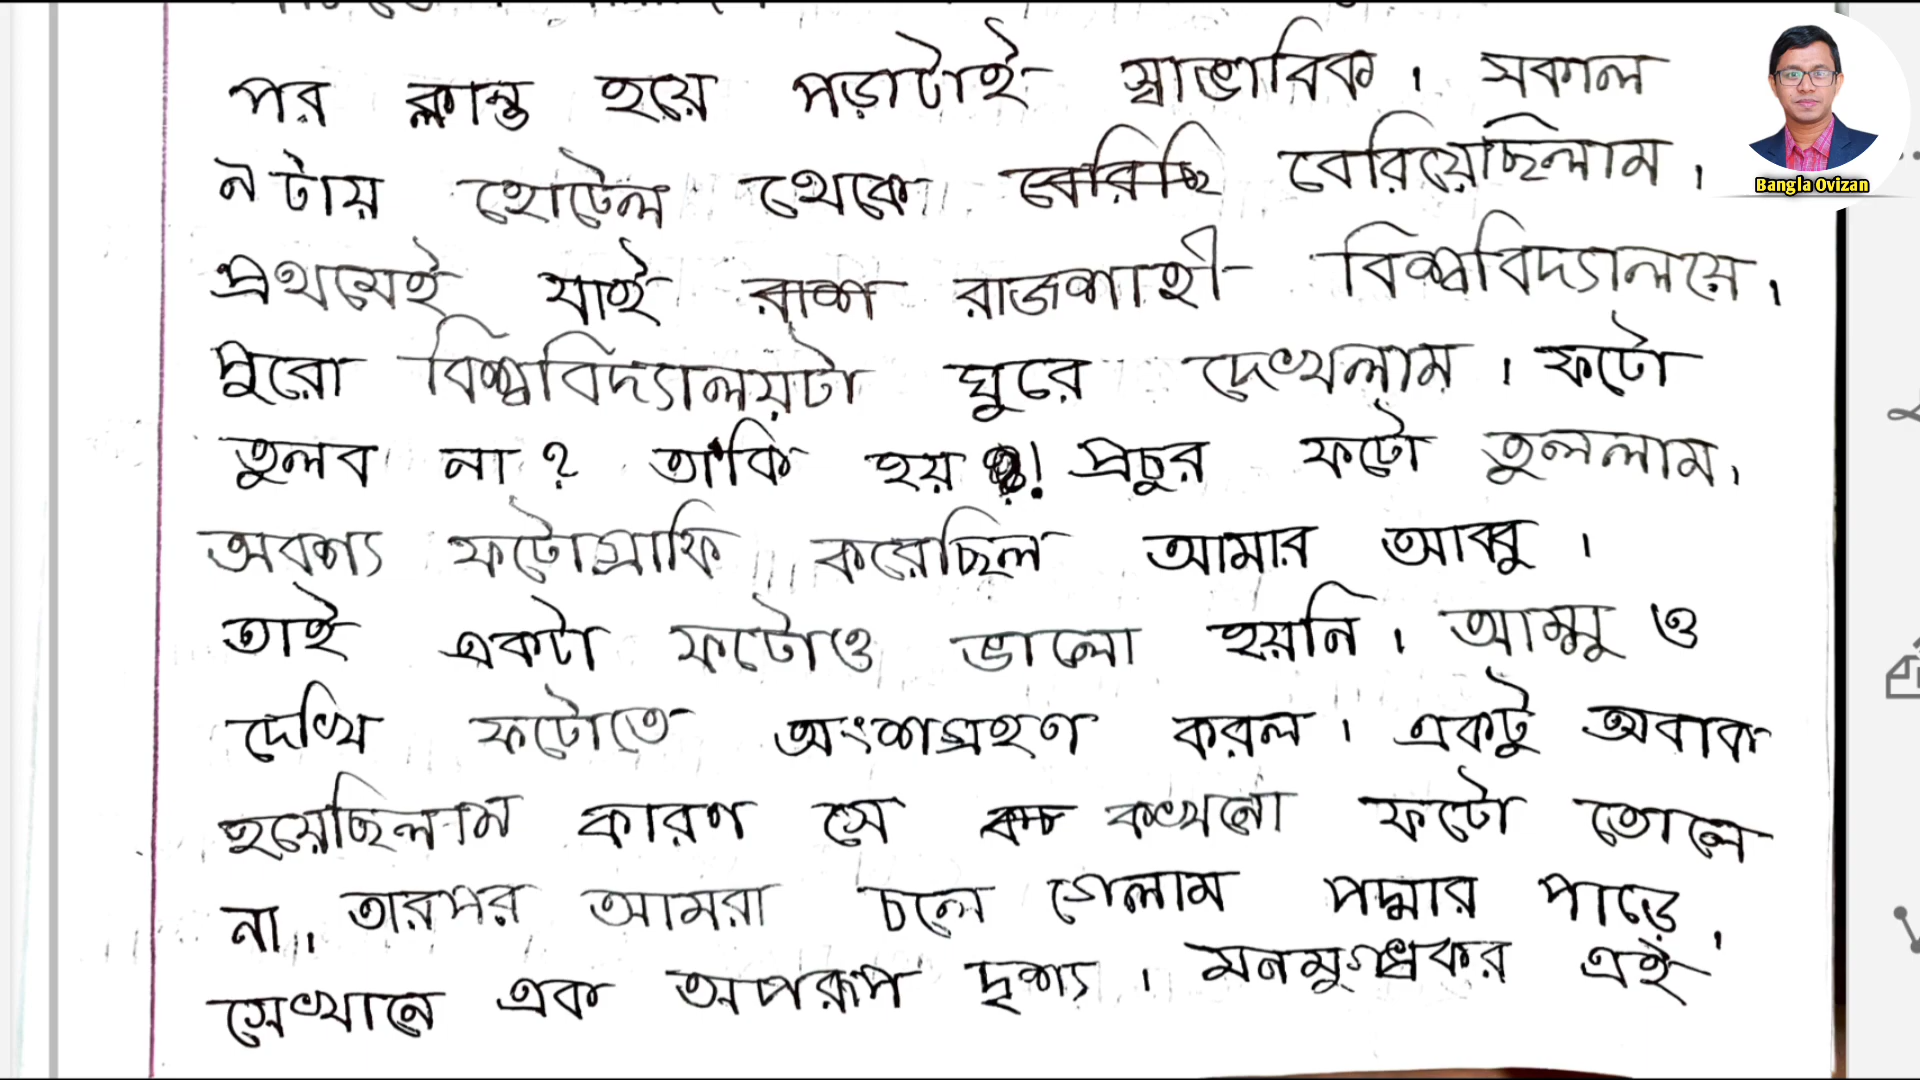 পর ক্লান্ত হয়ে পড়াটাই স্বাভাবিক। সকাল
ন'টায় হোটেল থেকে বেরিছি বেরিয়েছিলাম।
প্রথমেই যাই রাশ রাজশাহী বিশ্ববিদ্যালয়ে।
পুরো বিশ্ববিদ্যালয়টা ঘুরে দেখলাম। ফটো
তুলব না? তা'কি হয়! প্রচুর ফটো তুললাম।
অবশ্য ফটোগ্রাফি করেছিল আমার আব্বু।
তাই একটা ফটোও ভালো হয়নি। আম্মু ও
দেখি ফটোতে অংশগ্রহণ করল। একটু অবাক
হয়েছিলাম কারণ সে কখনো ফটো তোলে
না। তারপর আমরা চলে গেলাম পদ্মার পাড়ে।
সেখানে এক অপরূপ দৃশ্য। মনমুগ্ধকর এই
Bangla Ovizan